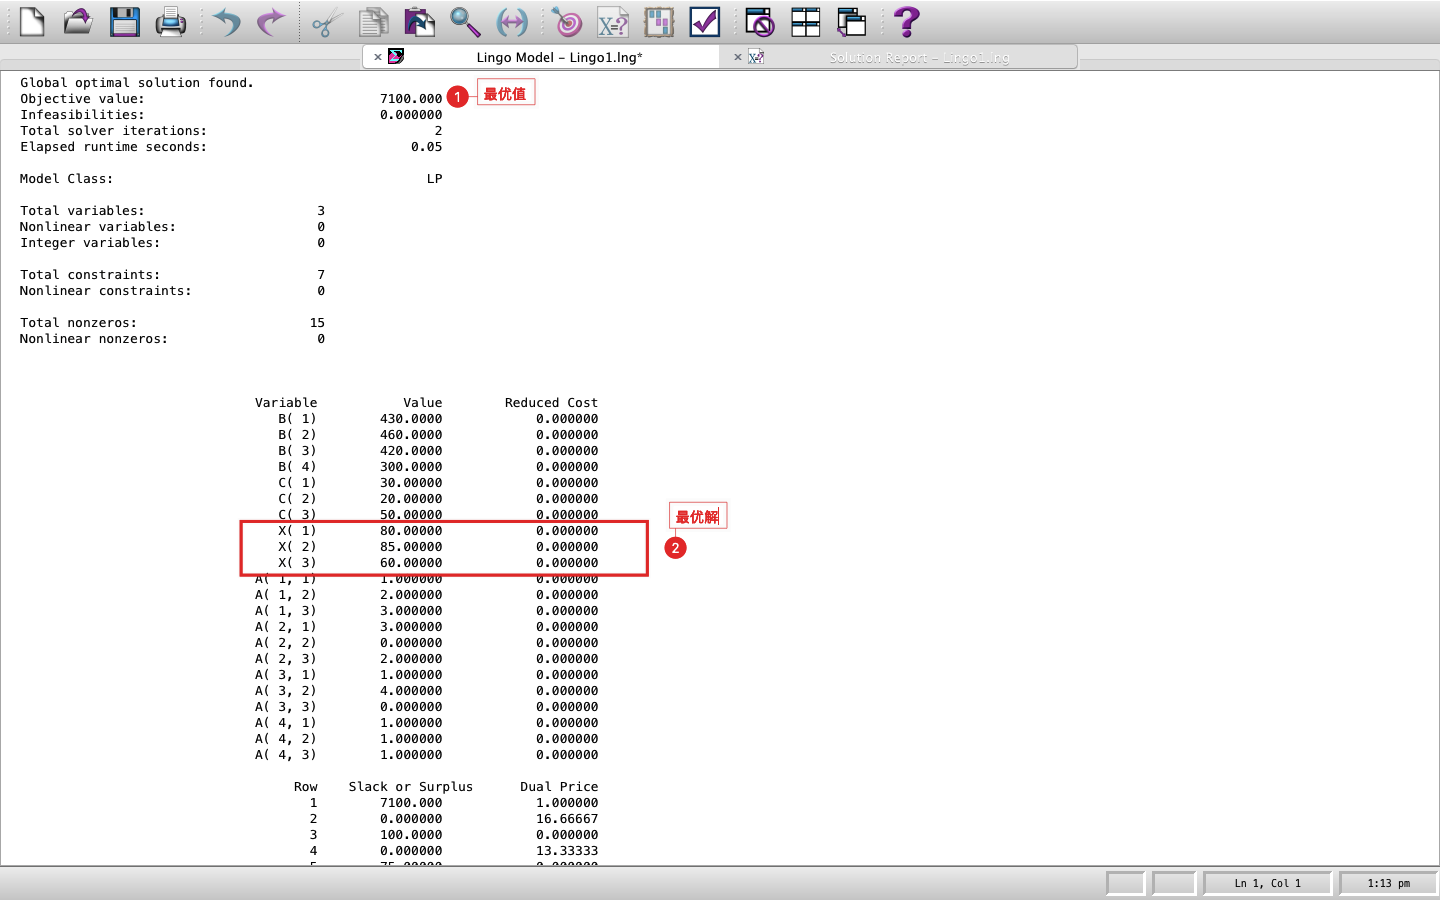 Lingo Model – Lingo1.lng*
Solution Report – Lingo1.lng
Global optimal solution found.
Objective value: 7100.000
1 最优值
Infeasibilities: 0.000000
Total solver iterations: 2
Elapsed runtime seconds: 0.05
Model Class: LP
Total variables: 3
Nonlinear variables: 0
Integer variables: 0
Total constraints: 7
Nonlinear constraints: 0
Total nonzeros: 15
Nonlinear nonzeros: 0
Variable Value Reduced Cost
B( 1) 430.0000 0.000000
B( 2) 460.0000 0.000000
B( 3) 420.0000 0.000000
B( 4) 300.0000 0.000000
C( 1) 30.00000 0.000000
C( 2) 20.00000 0.000000
C( 3) 50.00000 0.000000
最优解
X( 1) 80.00000 0.000000
X( 2) 85.00000 0.000000
2
X( 3) 60.00000 0.000000
A( 1, 1) 1.000000 0.000000
A( 1, 2) 2.000000 0.000000
A( 1, 3) 3.000000 0.000000
A( 2, 1) 3.000000 0.000000
A( 2, 2) 0.000000 0.000000
A( 2, 3) 2.000000 0.000000
A( 3, 1) 1.000000 0.000000
A( 3, 2) 4.000000 0.000000
A( 3, 3) 0.000000 0.000000
A( 4, 1) 1.000000 0.000000
A( 4, 2) 1.000000 0.000000
A( 4, 3) 1.000000 0.000000
Row Slack or Surplus Dual Price
1 7100.000 1.000000
2 0.000000 16.66667
3 100.0000 0.000000
4 0.000000 13.33333
Ln 1, Col 1
1:13 pm